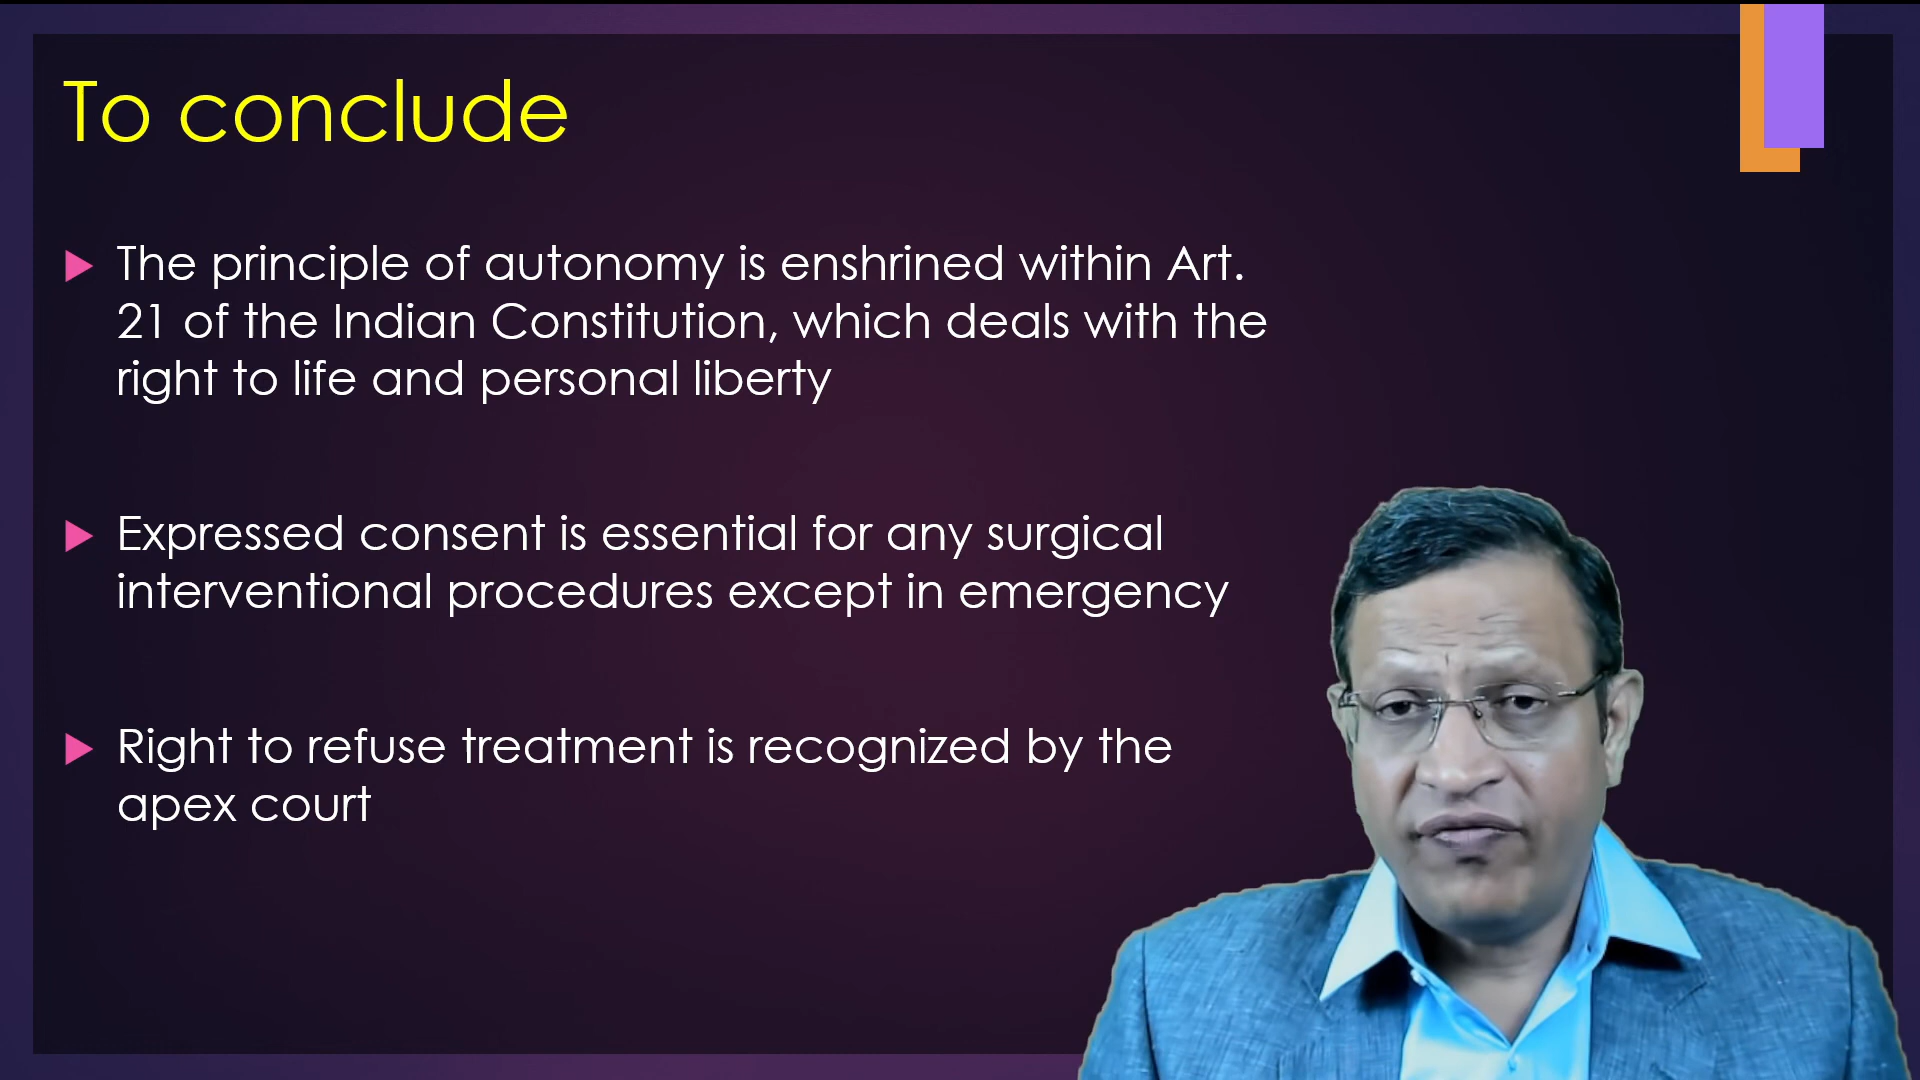 To conclude
The principle of autonomy is enshrined within Art.
21 of the Indian Constitution, which deals with the
right to life and personal liberty
Expressed consent is essential for any surgical
interventional procedures except in emergency
Right to refuse treatment is recognized by the
apex court